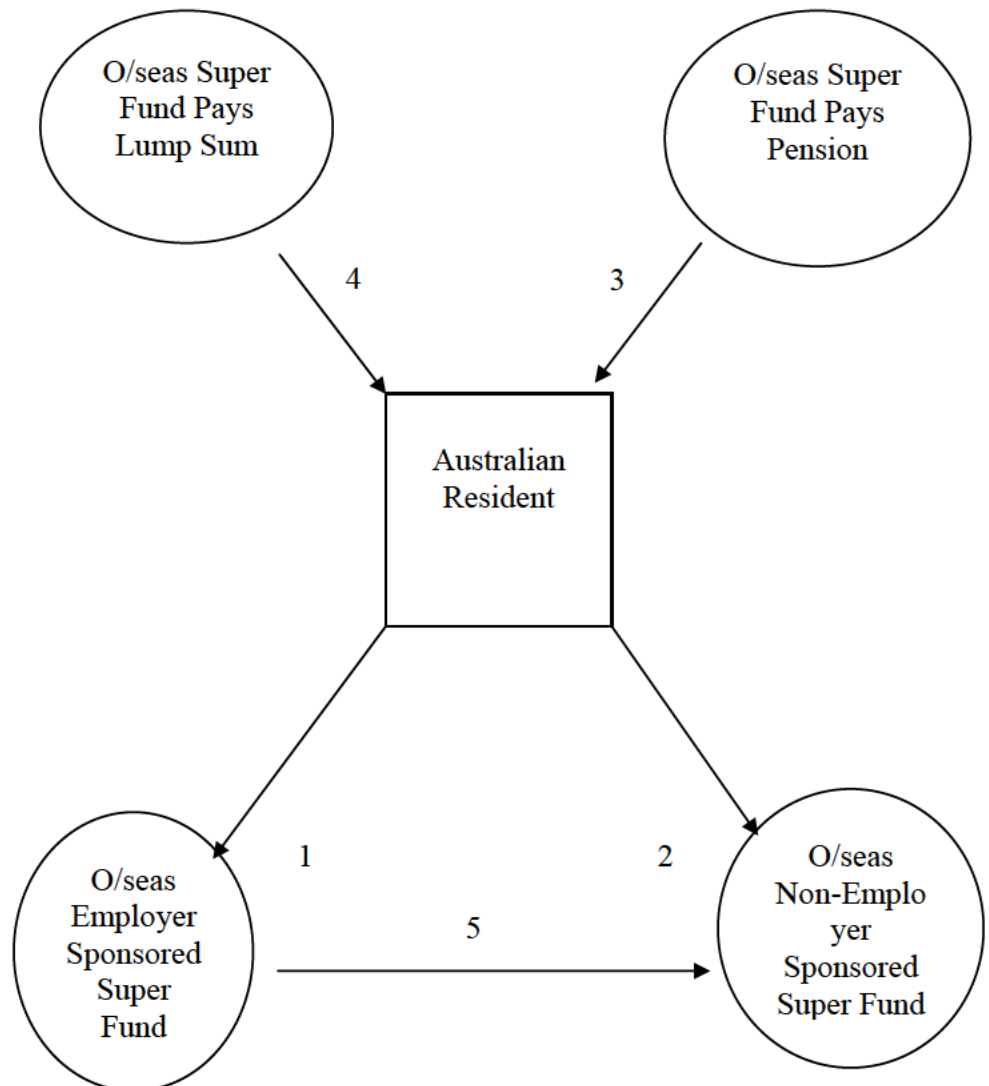 O/seas Super
Fund Pays
Lump Sum
O/seas Super
Fund Pays
Pension
4
3
Australian
Resident
1
2
O/seas
Employer
Sponsored
Super
Fund
5
O/seas
Non-Emplo
yer
Sponsored
Super Fund